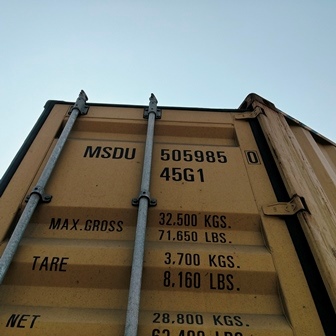 MSDU 505985 0
45G1
MAX.GROSS 32.500 KGS.
71.650 LBS.
TARE 3.700 KGS.
8,160 LBS.
NET 28.800 KGS.
LBS.